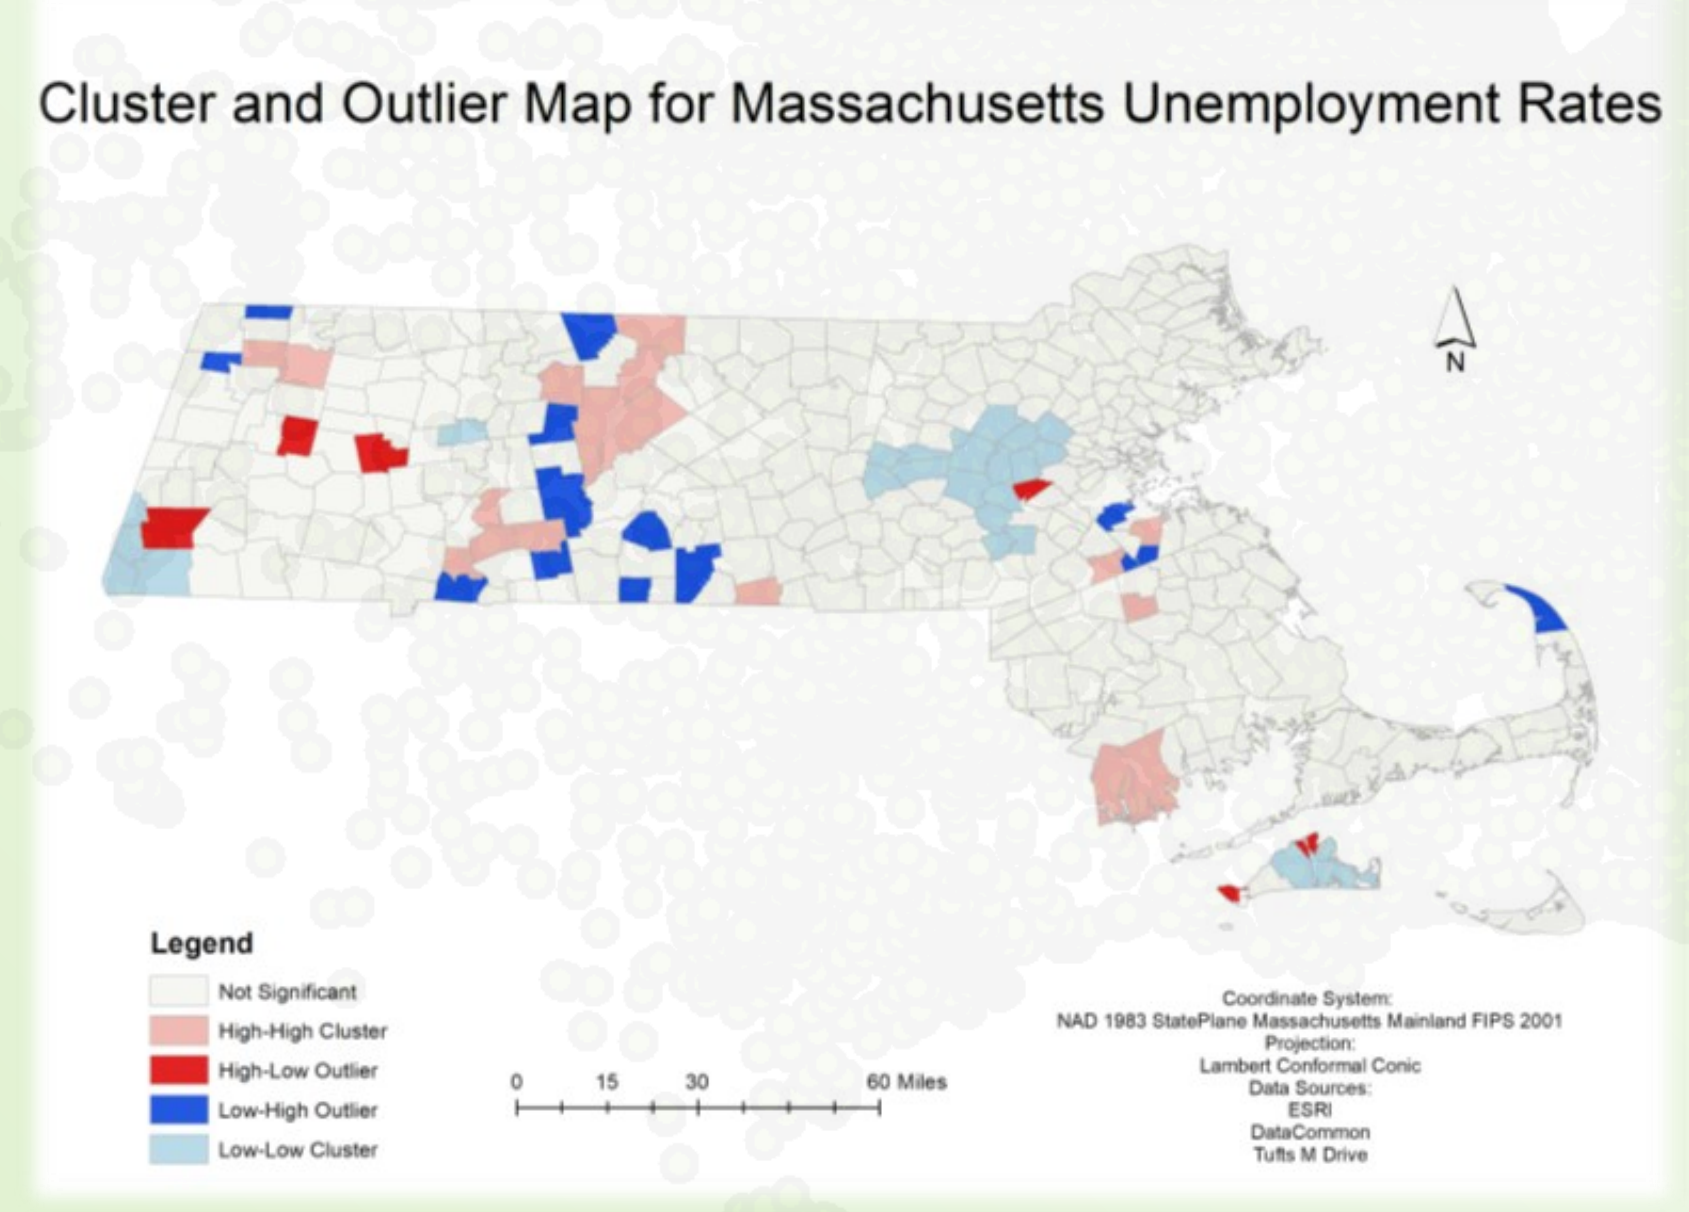 Cluster and Outlier Map for Massachusetts Unemployment Rates
N
Legend
Not Significant
High-High Cluster
High-Low Outlier
Low-High Outlier
Low-Low Cluster
0 15 30 60 Miles
Coordinate System:
NAD 1983 StatePlane Massachusetts Mainland FIPS 2001
Projection:
Lambert Conformal Conic
Data Sources:
ESRI
DataCommon
Tufts M Drive